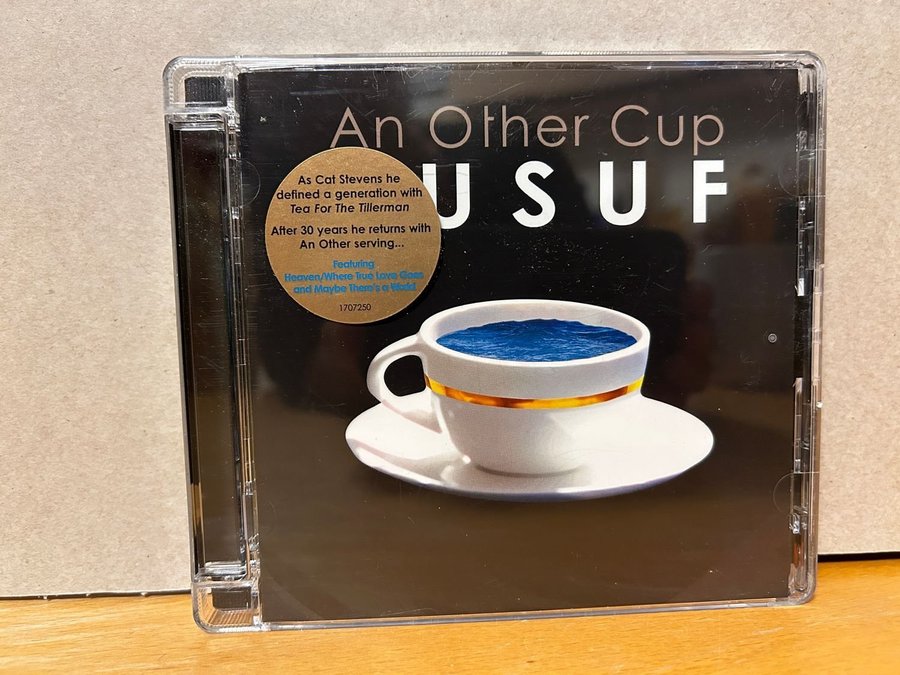 An Other Cup
USUF
As Cat Stevens he
defined a generation with
Tea For The Tillerman
After 30 years he returns with
An Other serving...
Featuring
Heaven/Where True Love Goes
and Maybe There's a World
1707250